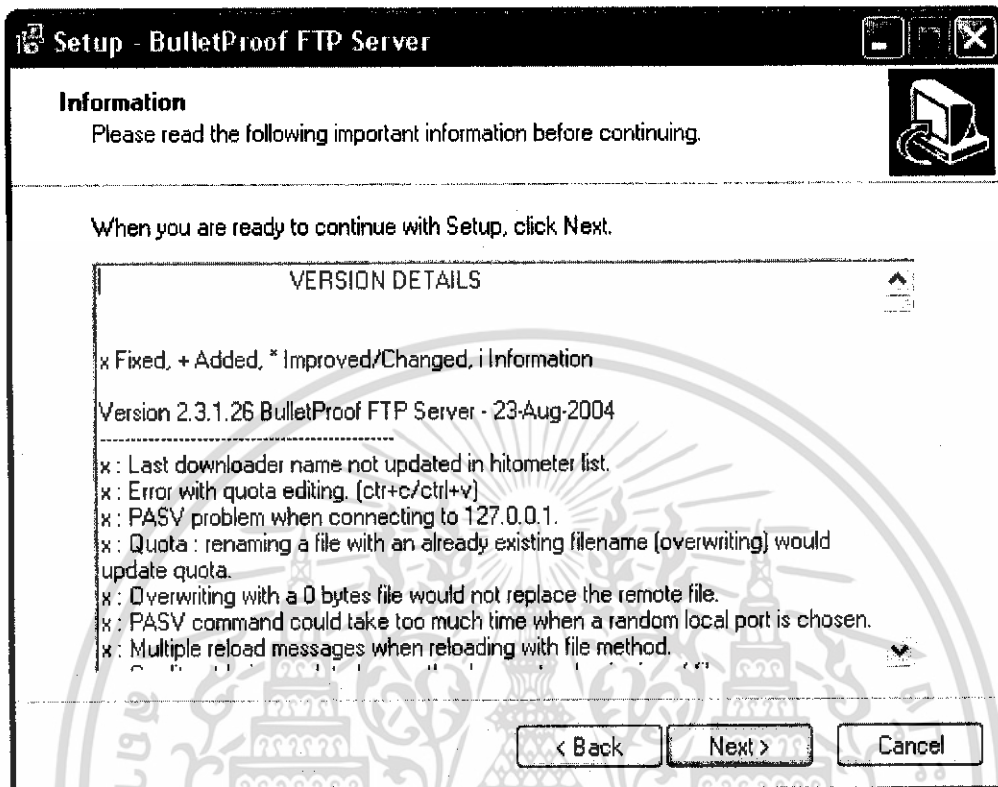 Setup - BulletProof FTP Server
Information
Please read the following important information before continuing.
When you are ready to continue with Setup, click Next.
VERSION DETAILS
x Fixed, + Added, * Improved/Changed, i Information
Version 2.3.1.26 BulletProof FTP Server - 23-Aug-2004
----------------------------------------------
x : Last downloader name not updated in hitometer list.
x : Error with quota editing. (ctr+c/ctrl+v)
x : PASV problem when connecting to 127.0.0.1.
x : Quota : renaming a file with an already existing filename (overwriting) would
update quota.
x : Overwriting with a 0 bytes file would not replace the remote file.
x : PASV command could take too much time when a random local port is chosen.
x : Multiple reload messages when reloading with file method.
< Back
Next >
Cancel